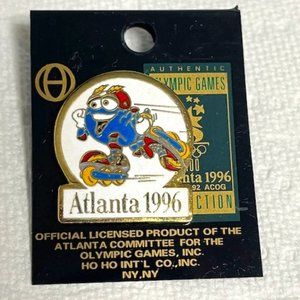 AUTHENTIC
OLYMPIC GAMES
Atlanta 1996
92 ACOG
Atlanta 1996
OFFICIAL LICENSED PRODUCT OF THE
ATLANTA COMMITTEE FOR THE
OLYMPIC GAMES, INC.
HO HO INT'L CO., INC.
NY, NY